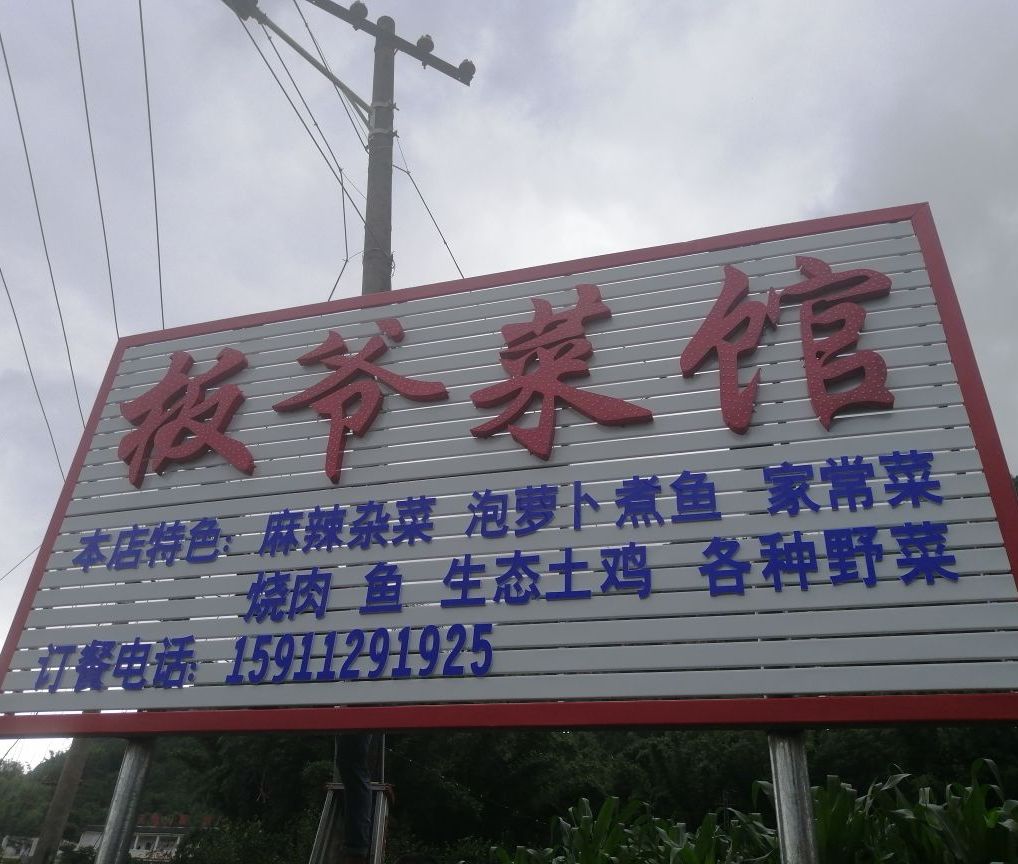 板爷菜馆
本店特色: 麻辣杂菜 泡萝卜煮鱼 家常菜
烧肉 鱼 生态土鸡 各种野菜
订餐电话: 15911291925